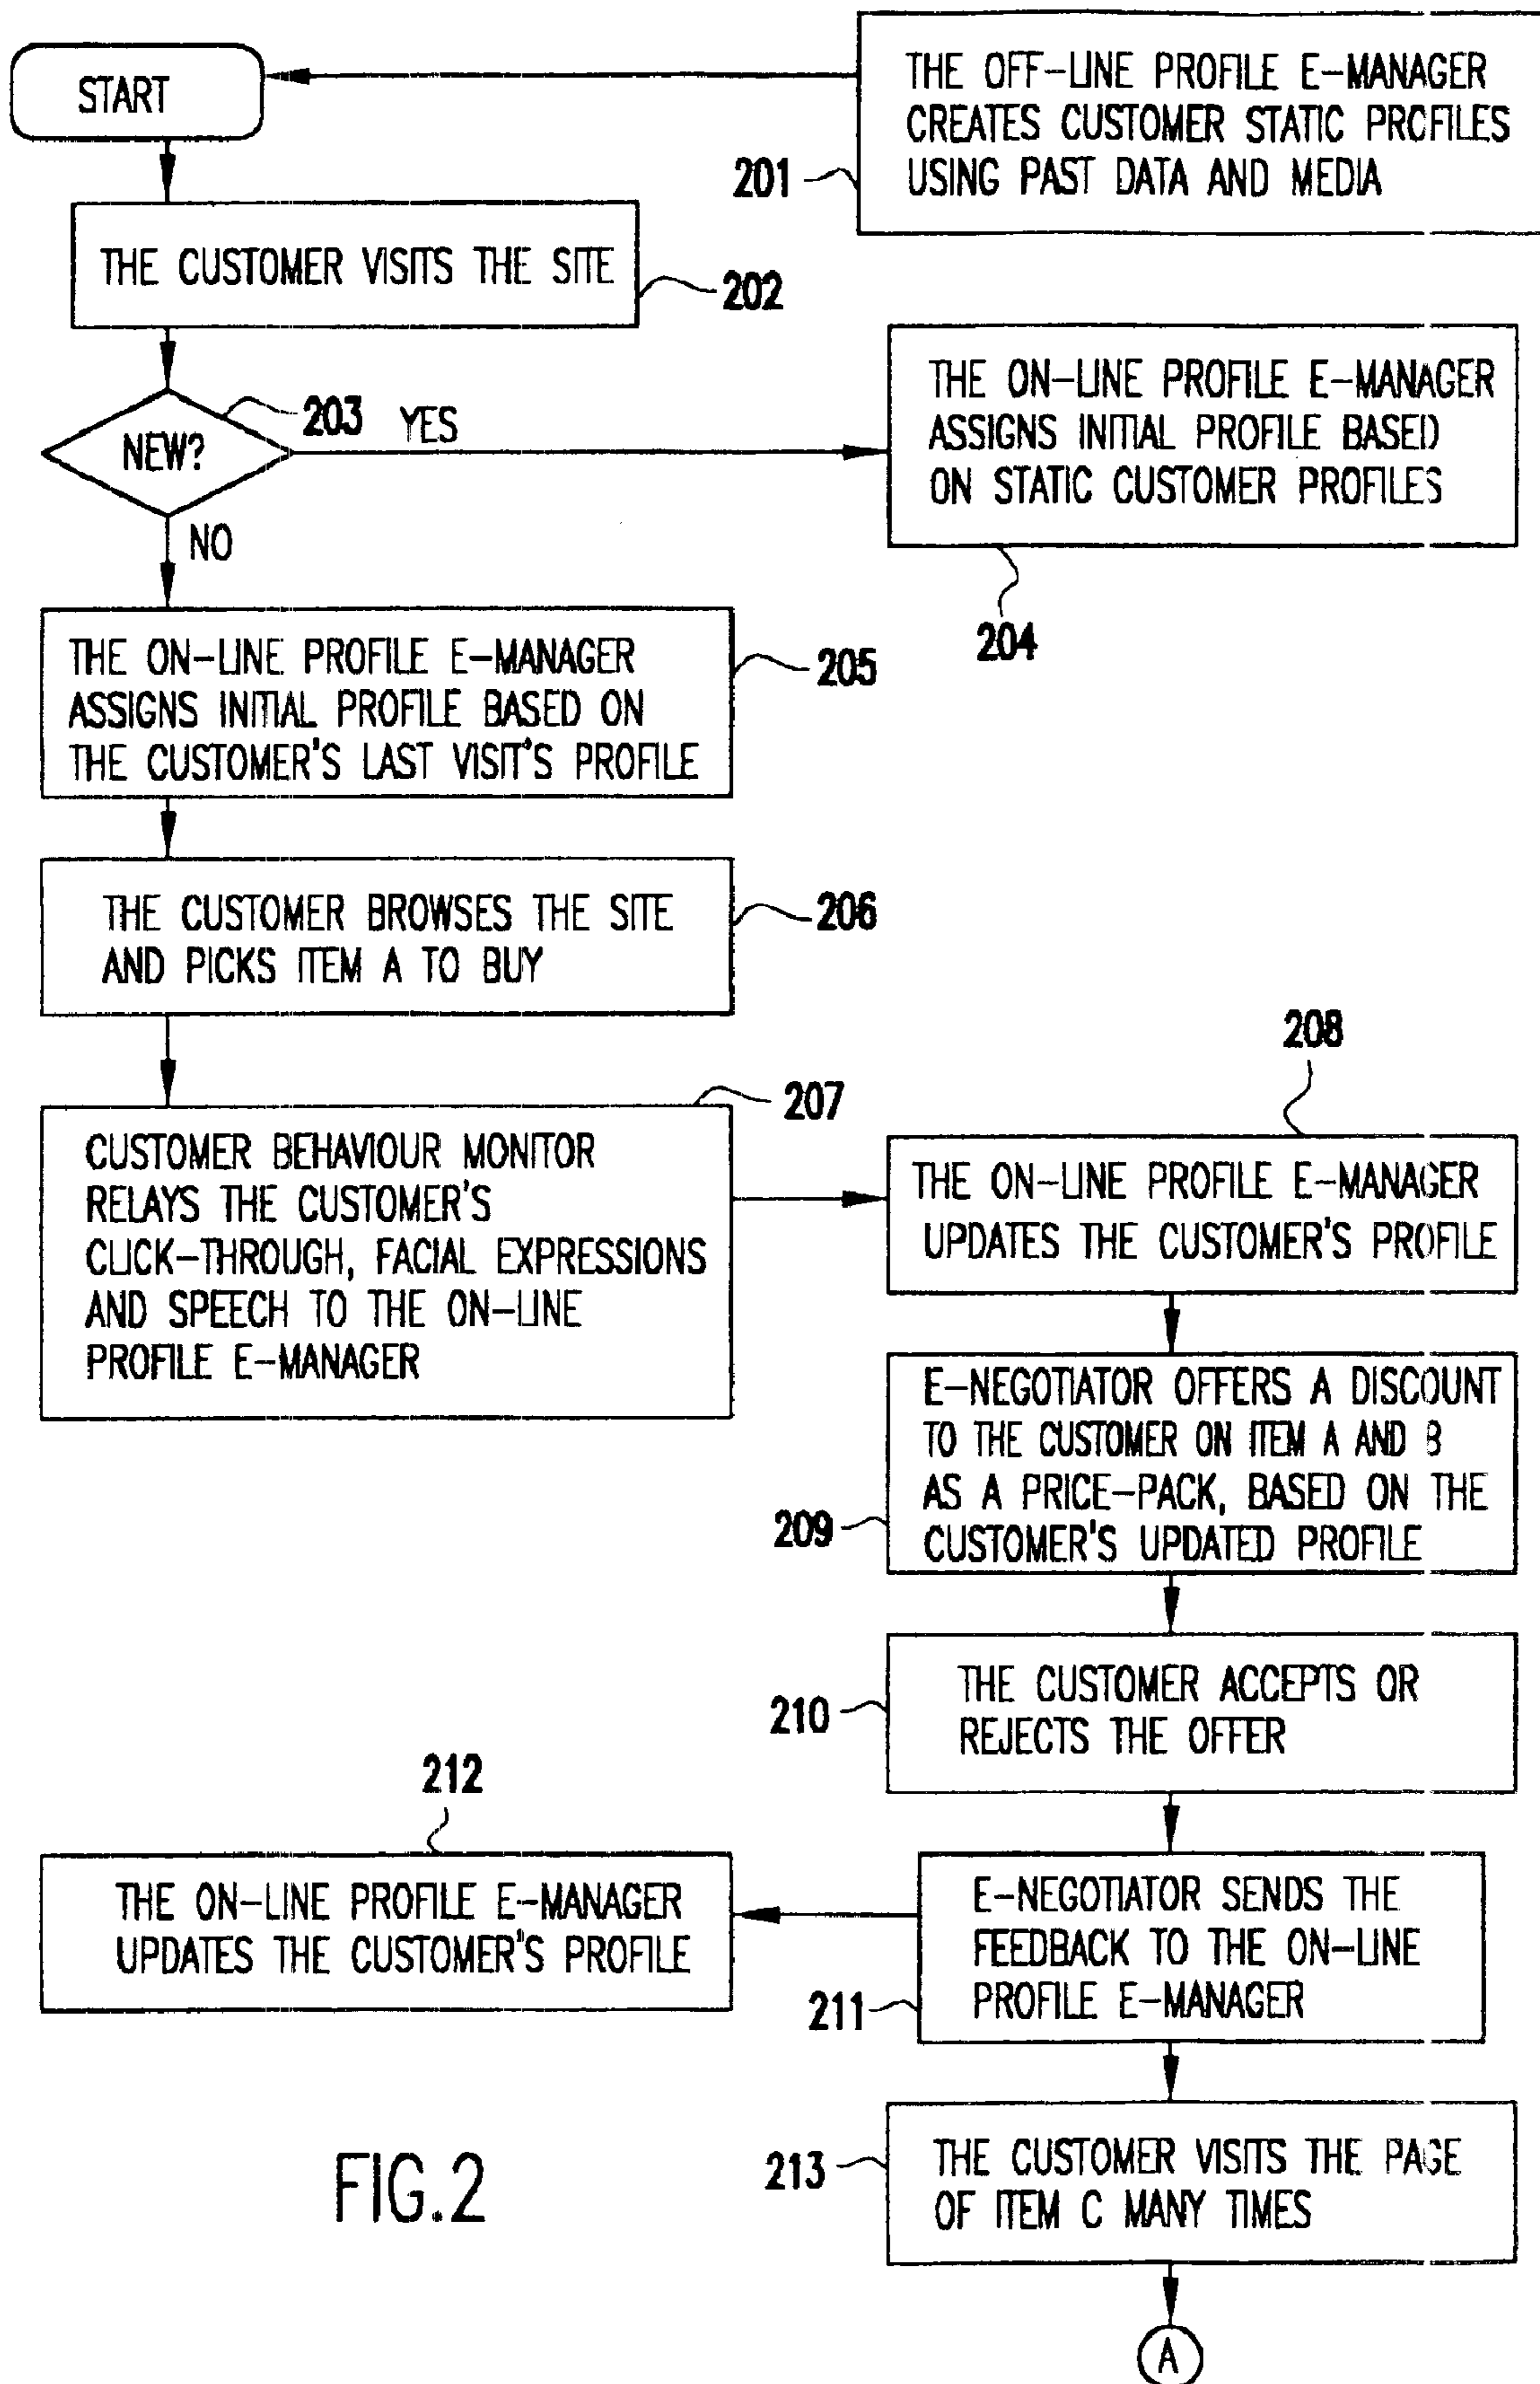 START
THE OFF-LINE PROFILE E-MANAGER
CREATES CUSTOMER STATIC PROFILES
USING PAST DATA AND MEDIA
201
THE CUSTOMER VISITS THE SITE
202
NEW?
203
YES
NO
THE ON-LINE PROFILE E-MANAGER
ASSIGNS INITIAL PROFILE BASED
ON STATIC CUSTOMER PROFILES
204
THE ON-LINE PROFILE E-MANAGER
ASSIGNS INITIAL PROFILE BASED ON
THE CUSTOMER'S LAST VISIT'S PROFILE
205
THE CUSTOMER BROWSES THE SITE
AND PICKS ITEM A TO BUY
206
CUSTOMER BEHAVIOUR MONITOR
RELAYS THE CUSTOMER'S
CLICK-THROUGH, FACIAL EXPRESSIONS
AND SPEECH TO THE ON-LINE
PROFILE E-MANAGER
207
208
THE ON-LINE PROFILE E-MANAGER
UPDATES THE CUSTOMER'S PROFILE
E-NEGOTIATOR OFFERS A DISCOUNT
TO THE CUSTOMER ON ITEM A AND B
AS A PRICE-PACK, BASED ON THE
CUSTOMER'S UPDATED PROFILE
209
THE CUSTOMER ACCEPTS OR
REJECTS THE OFFER
210
E-NEGOTIATOR SENDS THE
FEEDBACK TO THE ON-LINE
PROFILE E-MANAGER
211
212
THE ON-LINE PROFILE E-MANAGER
UPDATES THE CUSTOMER'S PROFILE
THE CUSTOMER VISITS THE PAGE
OF ITEM C MANY TIMES
213
A
FIG.2